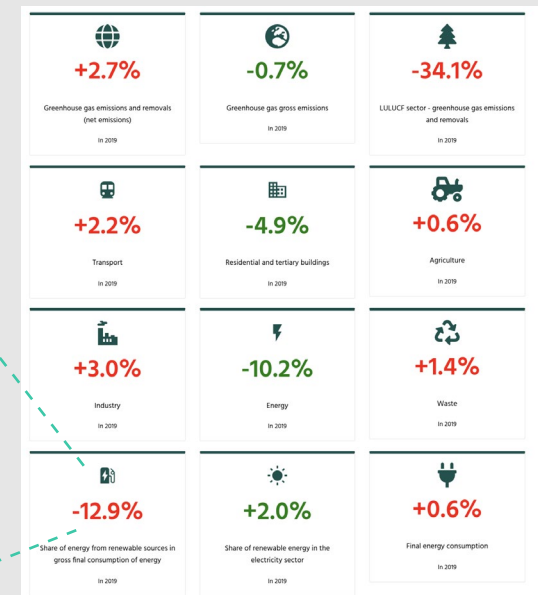 +2.7%
Greenhouse gas emissions and removals
(net emissions)
In 2019
-0.7%
Greenhouse gas gross emissions
In 2019
-34.1%
LULUCF sector - greenhouse gas emissions
and removals
In 2019
+2.2%
Transport
In 2019
-4.9%
Residential and tertiary buildings
In 2019
+0.6%
Agriculture
In 2019
+3.0%
Industry
In 2019
-10.2%
Energy
In 2019
+1.4%
Waste
In 2019
-12.9%
Share of energy from renewable sources in
gross final consumption of energy
In 2019
+2.0%
Share of renewable energy in the
electricity sector
In 2019
+0.6%
Final energy consumption
In 2019